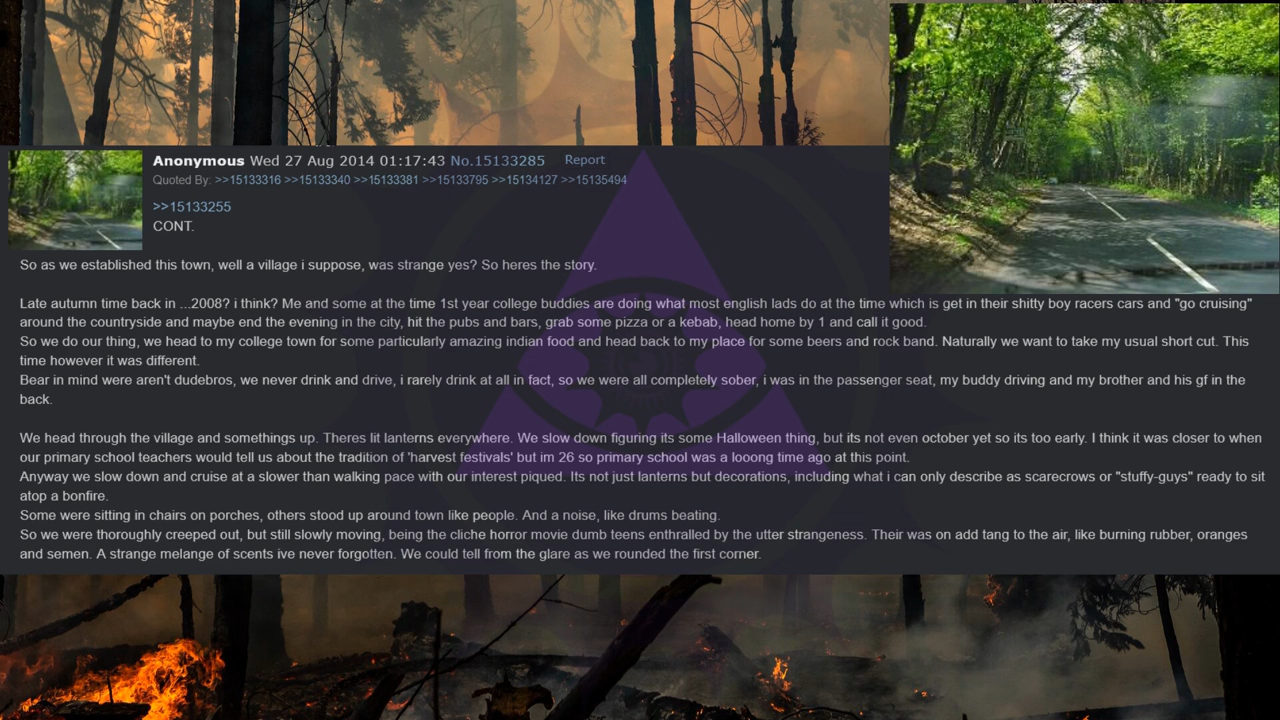 Anonymous Wed 27 Aug 2014 01:17:43 No.15133285 Report
Quoted By: >>15133316 >>15133340 >>15133381 >>15133795 >>15134127 >>15135494
>>15133255
CONT.
So as we established this town, well a village i suppose, was strange yes? So heres the story.
Late autumn time back in ...2008? i think? Me and some at the time 1st year college buddies are doing what most english lads do at the time which is get in their shitty boy racers cars and "go cruising"
around the countryside and maybe end the evening in the city, hit the pubs and bars, grab some pizza or a kebab, head home by 1 and call it good.
So we do our thing, we head to my college town for some particularly amazing indian food and head back to my place for some beers and rock band. Naturally we want to take my usual short cut. This
time however it was different.
Bear in mind were aren't dudebros, we never drink and drive, i rarely drink at all in fact, so we were all completely sober, i was in the passenger seat, my buddy driving and my brother and his gf in the
back.
We head through the village and somethings up. Theres lit lanterns everywhere. We slow down figuring its some Halloween thing, but its not even october yet so its too early. I think it was closer to when
our primary school teachers would tell us about the tradition of 'harvest festivals' but im 26 so primary school was a looong time ago at this point.
Anyway we slow down and cruise at a slower than walking pace with our interest piqued. Its not just lanterns but decorations, including what i can only describe as scarecrows or "stuffy-guys" ready to sit
atop a bonfire.
Some were sitting in chairs on porches, others stood up around town like people. And a noise, like drums beating.
So we were thoroughly creeped out, but still slowly moving, being the cliche horror movie dumb teens enthralled by the utter strangeness. Their was on add tang to the air, like burning rubber, oranges
and semen. A strange melange of scents ive never forgotten. We could tell from the glare as we rounded the first corner.